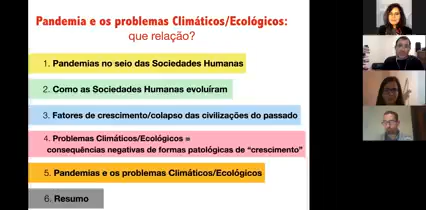 Pandemia e os problemas Climáticos/Ecológicos:
que relação?
1. Pandemias no seio das Sociedades Humanas
2. Como as Sociedades Humanas evoluíram
3. Fatores de crescimento/colapso das civilizações do passado
4. Problemas Climáticos/Ecológicos =
consequências negativas de formas patológicas de “crescimento”
5. Pandemias e os problemas Climáticos/Ecológicos
6. Resumo